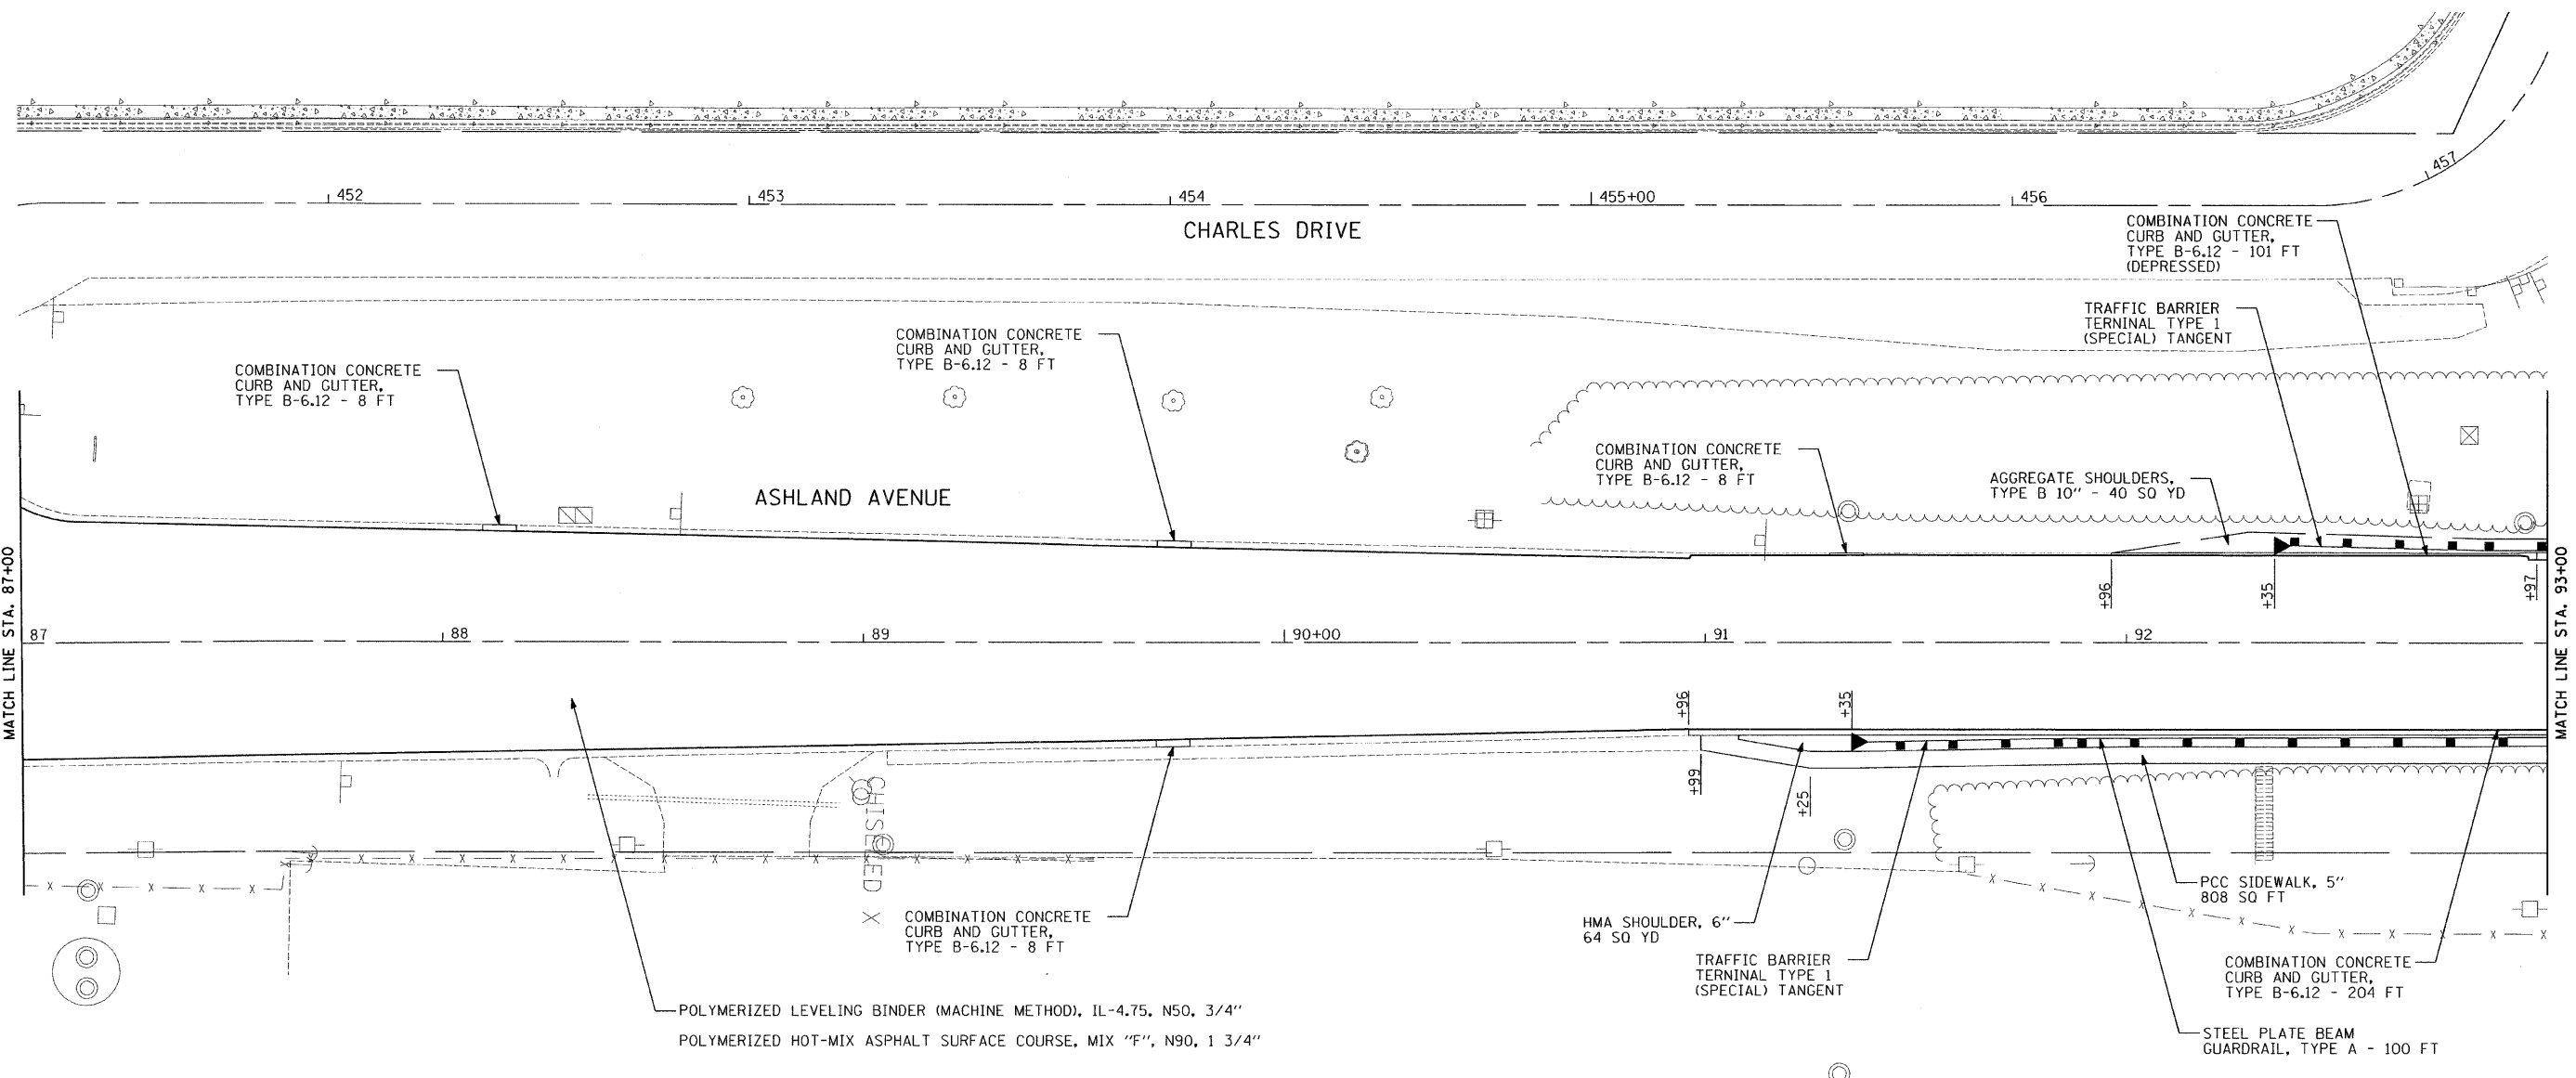 452
453
454
455+00
456
457
CHARLES DRIVE
COMBINATION CONCRETE
CURB AND GUTTER,
TYPE B-6.12 - 101 FT
(DEPRESSED)
TRAFFIC BARRIER
TERNINAL TYPE 1
(SPECIAL) TANGENT
COMBINATION CONCRETE
CURB AND GUTTER,
TYPE B-6.12 - 8 FT
COMBINATION CONCRETE
CURB AND GUTTER,
TYPE B-6.12 - 8 FT
COMBINATION CONCRETE
CURB AND GUTTER,
TYPE B-6.12 - 8 FT
AGGREGATE SHOULDERS,
TYPE B 10" - 40 SQ YD
ASHLAND AVENUE
MATCH LINE STA. 87+00
MATCH LINE STA. 93+00
+96
+35
+97
87
88
89
90+00
91
92
+96
+35
+99
+25
CHISELED
X
COMBINATION CONCRETE
CURB AND GUTTER,
TYPE B-6.12 - 8 FT
HMA SHOULDER, 6"
64 SQ YD
PCC SIDEWALK, 5"
808 SQ FT
TRAFFIC BARRIER
TERNINAL TYPE 1
(SPECIAL) TANGENT
COMBINATION CONCRETE
CURB AND GUTTER,
TYPE B-6.12 - 204 FT
STEEL PLATE BEAM
GUARDRAIL, TYPE A - 100 FT
POLYMERIZED LEVELING BINDER (MACHINE METHOD), IL-4.75, N50, 3/4"
POLYMERIZED HOT-MIX ASPHALT SURFACE COURSE, MIX "F", N90, 1 3/4"